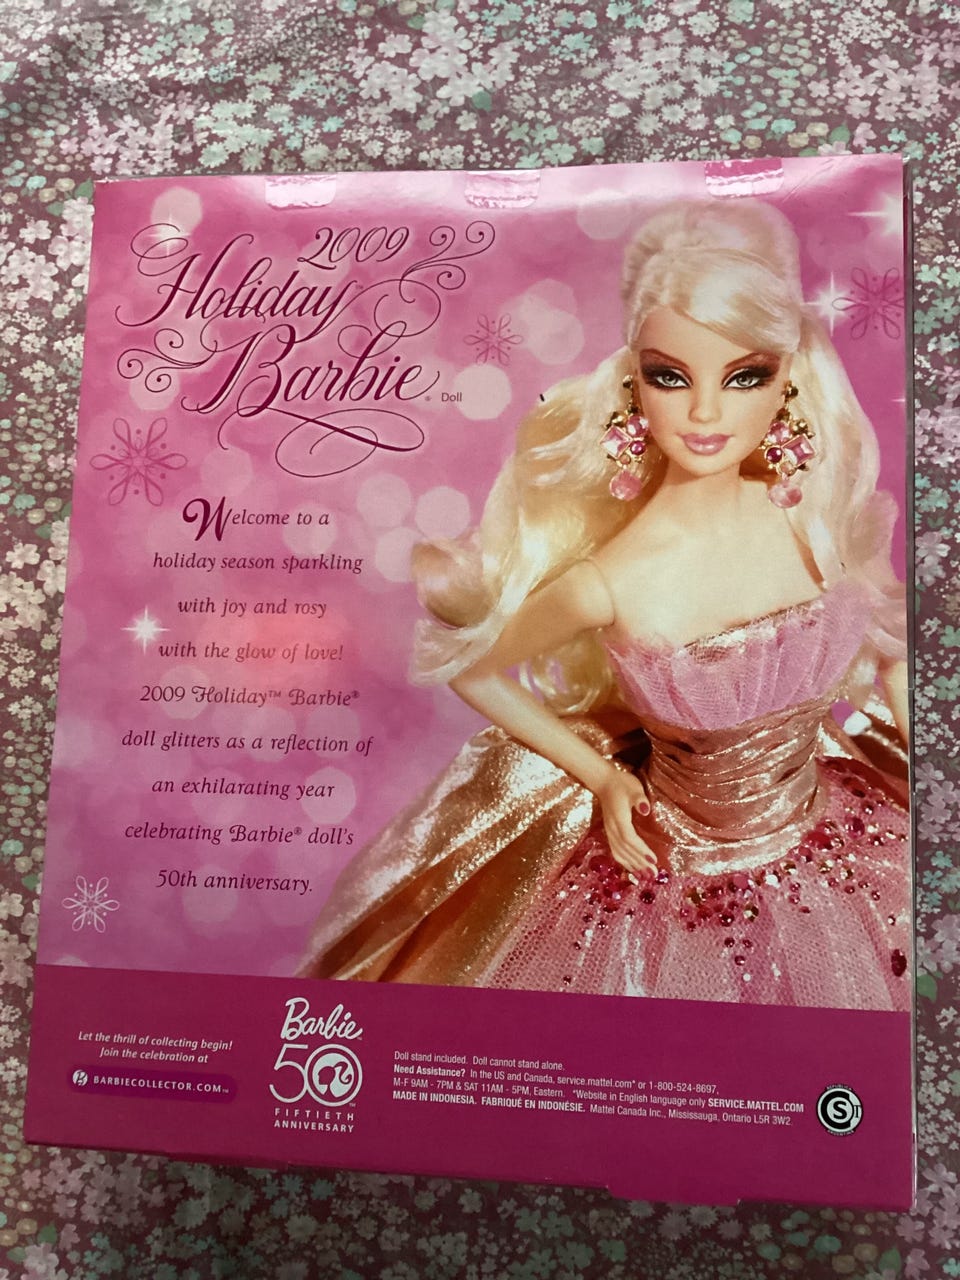 2009
Holiday™
Barbie® Doll
Welcome to a
holiday season sparkling
with joy and rosy
with the glow of love!
2009 Holiday™ Barbie®
doll glitters as a reflection of
an exhilarating year
celebrating Barbie® doll's
50th anniversary.
Let the thrill of collecting begin!
Join the celebration at
BARBIECOLLECTOR.COM™
Barbie™
50™
FIFTIETH
ANNIVERSARY
Doll stand included. Doll cannot stand alone.
Need Assistance? In the US and Canada, service.mattel.com* or 1-800-524-8697,
M-F 9AM - 7PM & SAT 11AM - 5PM, Eastern. *Website in English language only SERVICE.MATTEL.COM
MADE IN INDONESIA. FABRIQUÉ EN INDONÉSIE. Mattel Canada Inc., Mississauga, Ontario L5R 3W2.
S